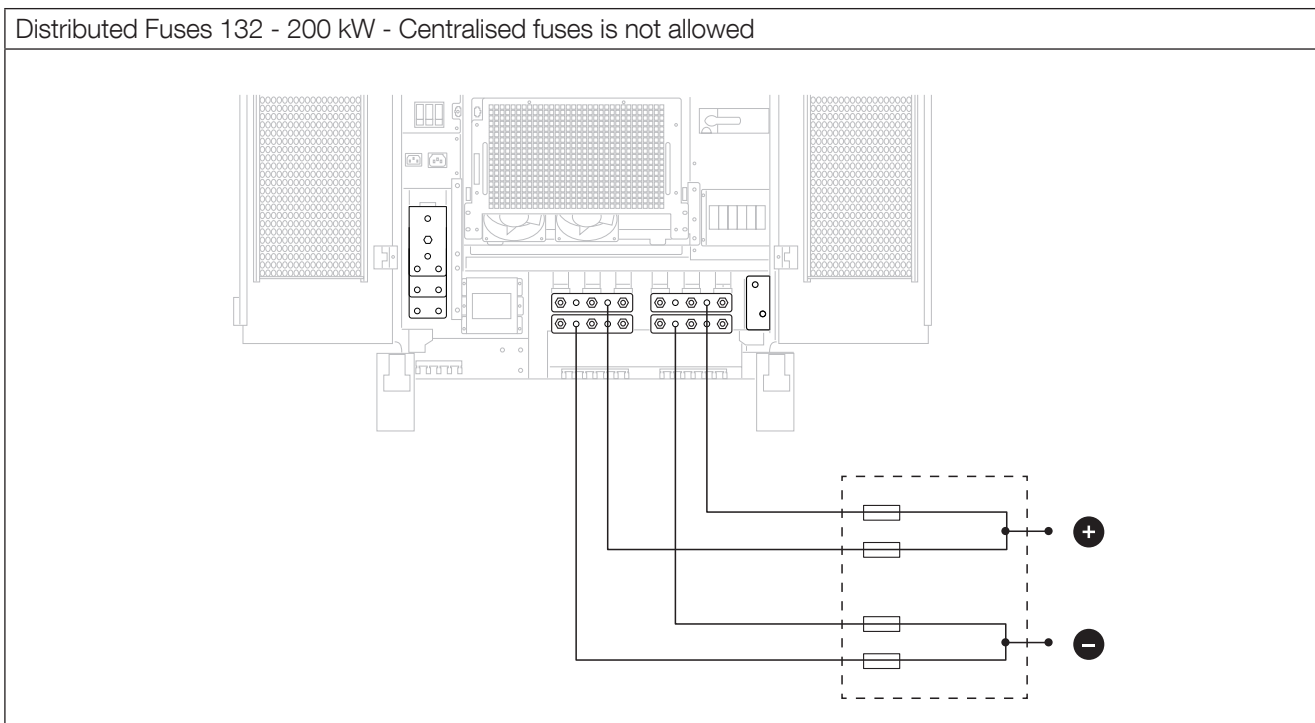 Distributed Fuses 132 - 200 kW - Centralised fuses is not allowed
+
–